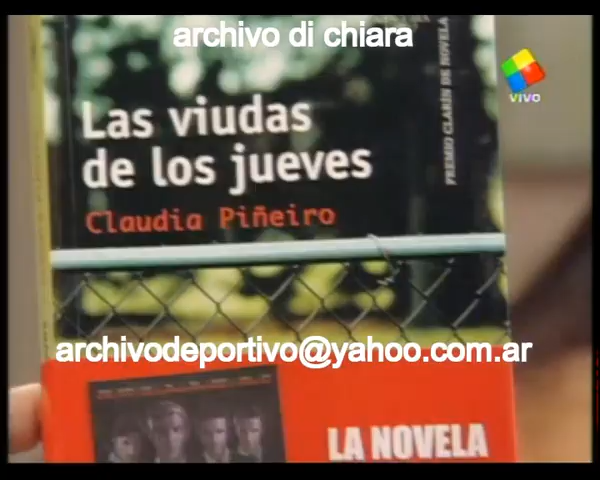 archivo di chiara
VIVO
Las viudas
de los jueves
Claudia Piñeiro
PREMIO CLARÍN DE NOVELA
archivodeportivo@yahoo.com.ar
LA NOVELA